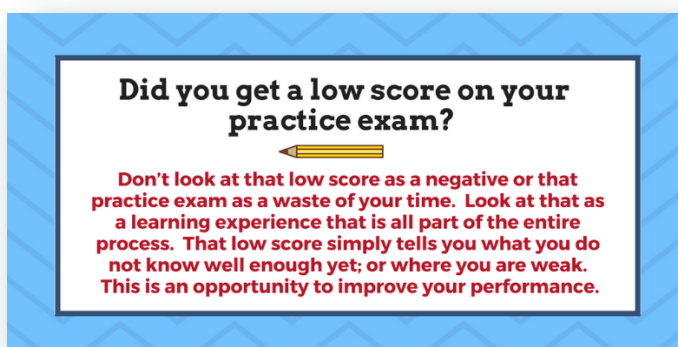 Did you get a low score on your
practice exam?
Don’t look at that low score as a negative or that
practice exam as a waste of your time.  Look at that as
a learning experience that is all part of the entire
process.  That low score simply tells you what you do
not know well enough yet; or where you are weak.
This is an opportunity to improve your performance.